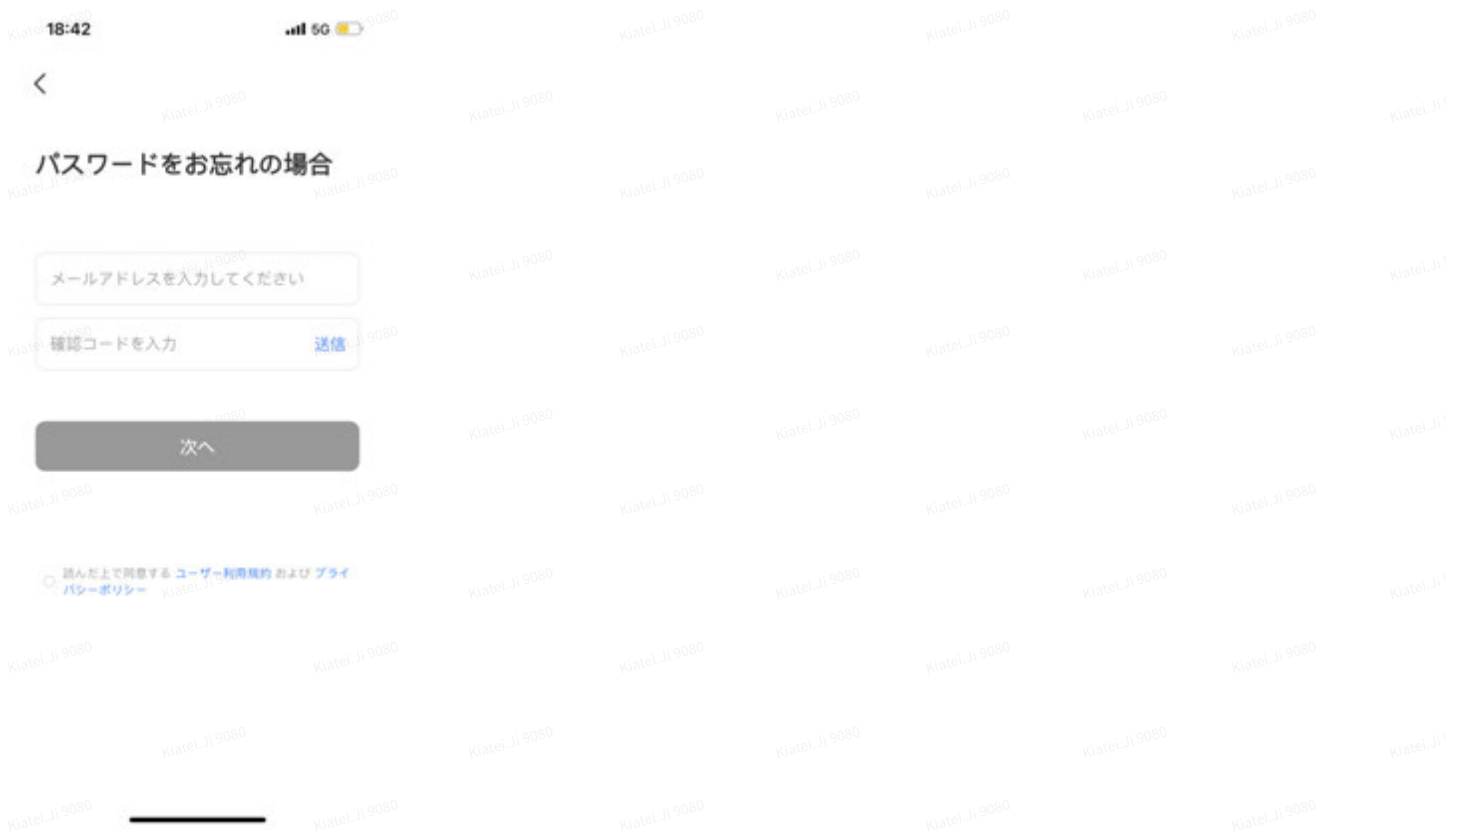 18:42 5G
パスワードをお忘れの場合
メールアドレスを入力してください
確認コードを入力 送信
次へ
読んだ上で同意する ユーザー利用規約 および プライ
バシーポリシー
Kiatei.Ji 9080